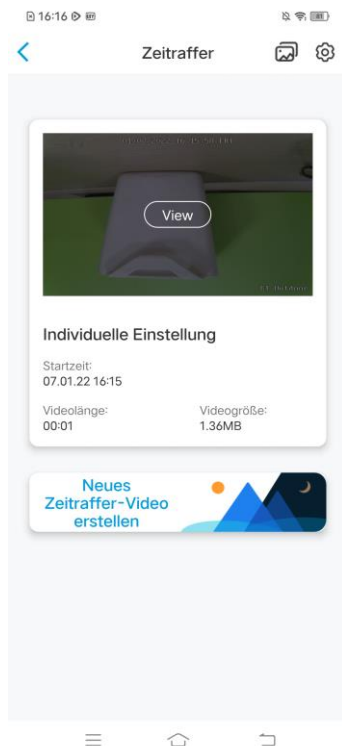 16:16
Zeitraffer
View
Individuelle Einstellung
Startzeit:
07.01.22 16:15
Videolänge:
Videogröße:
00:01
1.36MB
Neues
Zeitraffer-Video
erstellen